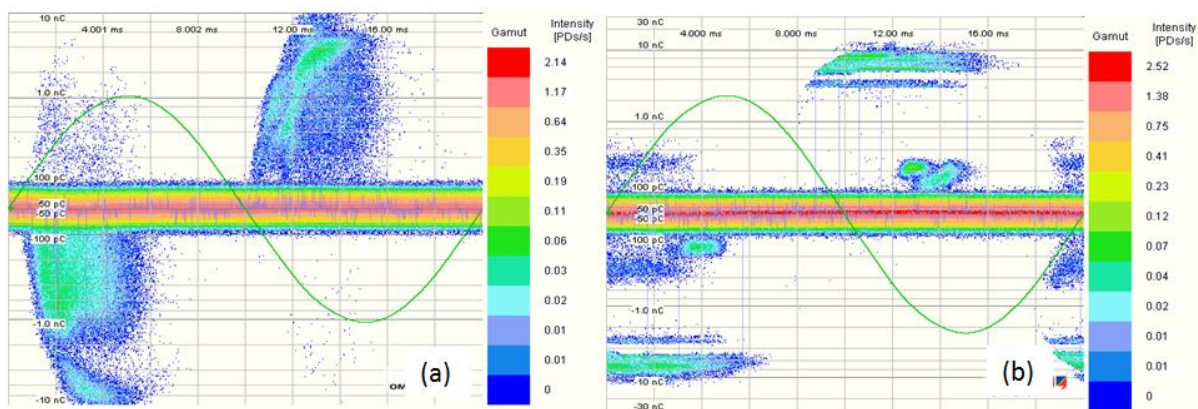 10 nC
4.001 ms
8.002 ms
12.00 ms
16.00 ms
1.0 nC
100 pC
50 pC
-50 pC
100 pC
-1.0 nC
-10 nC
(a)
Gamut
Intensity
[PDs/s]
2.14
1.17
0.64
0.35
0.19
0.11
0.06
0.03
0.02
0.01
0.01
0
30 nC
10 nC
4.000 ms
8.000 ms
12.00 ms
16.00 ms
1.0 nC
100 pC
50 pC
-50 pC
100 pC
-1.0 nC
-10 nC
-30 nC
(b)
Gamut
Intensity
[PDs/s]
2.52
1.38
0.75
0.41
0.23
0.12
0.07
0.04
0.02
0.01
0.01
0